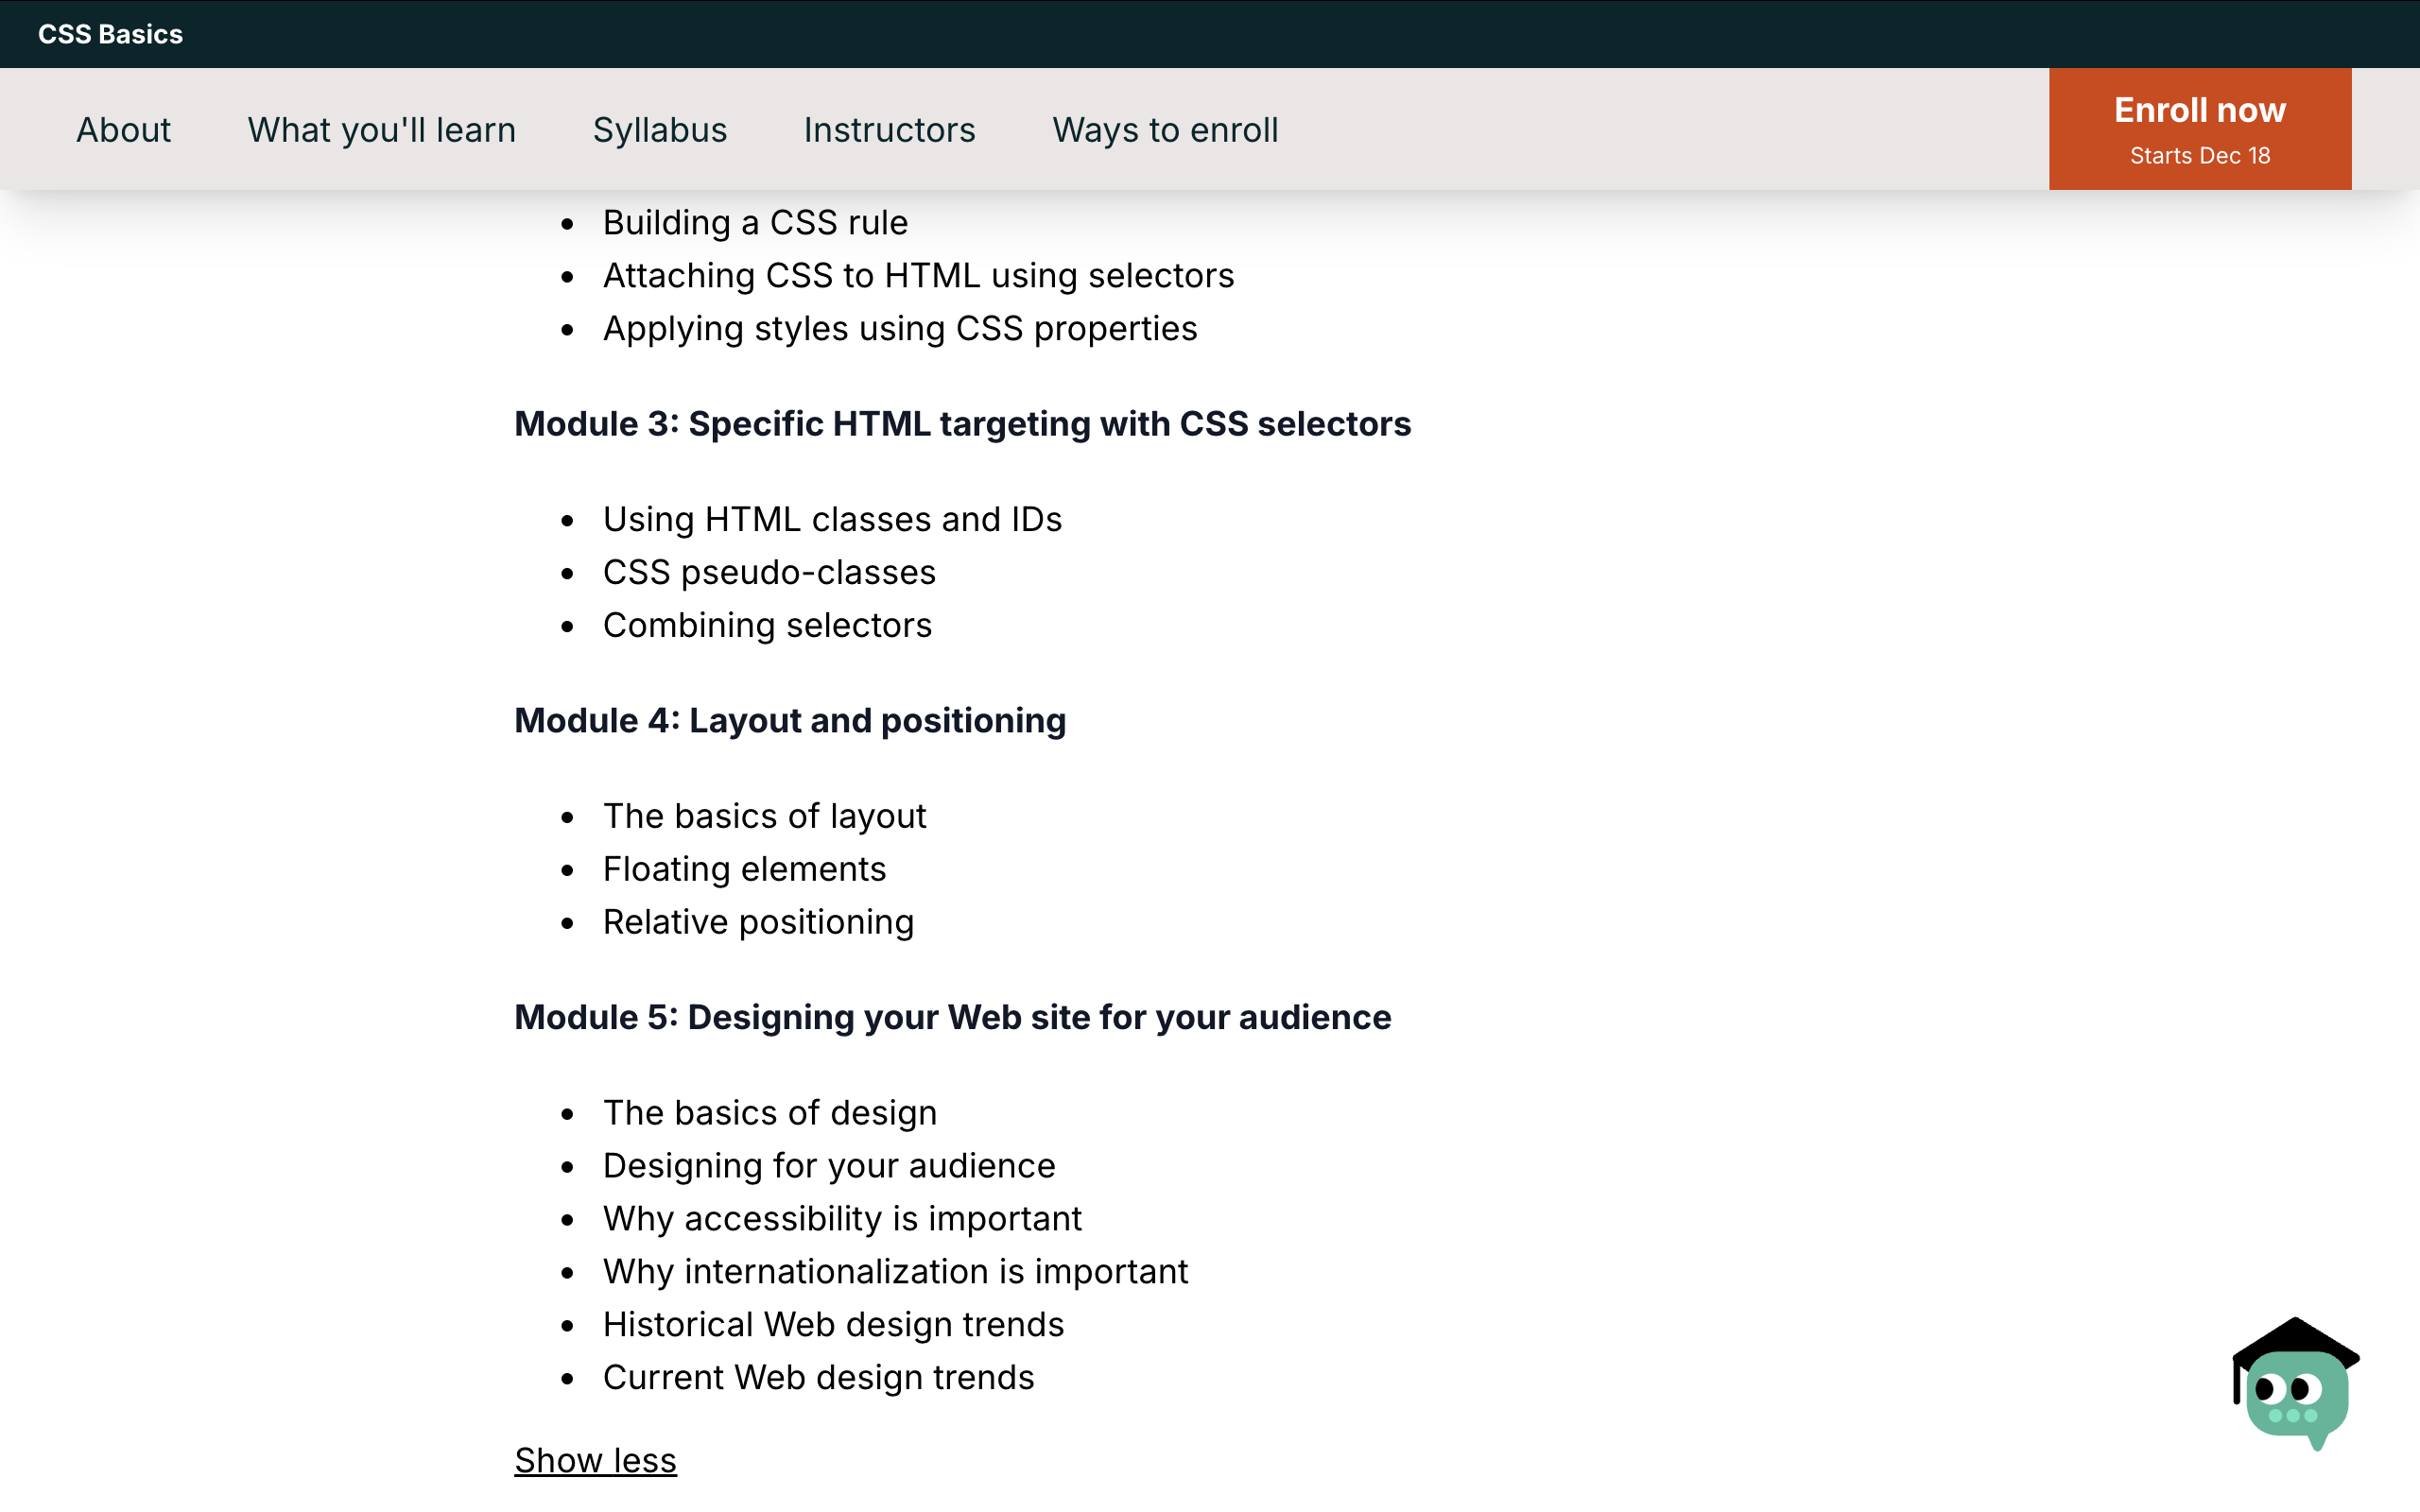 CSS Basics
About
What you'll learn
Syllabus
Instructors
Ways to enroll
Enroll now
Starts Dec 18
Building a CSS rule
Attaching CSS to HTML using selectors
Applying styles using CSS properties
Module 3: Specific HTML targeting with CSS selectors
Using HTML classes and IDs
CSS pseudo-classes
Combining selectors
Module 4: Layout and positioning
The basics of layout
Floating elements
Relative positioning
Module 5: Designing your Web site for your audience
The basics of design
Designing for your audience
Why accessibility is important
Why internationalization is important
Historical Web design trends
Current Web design trends
Show less